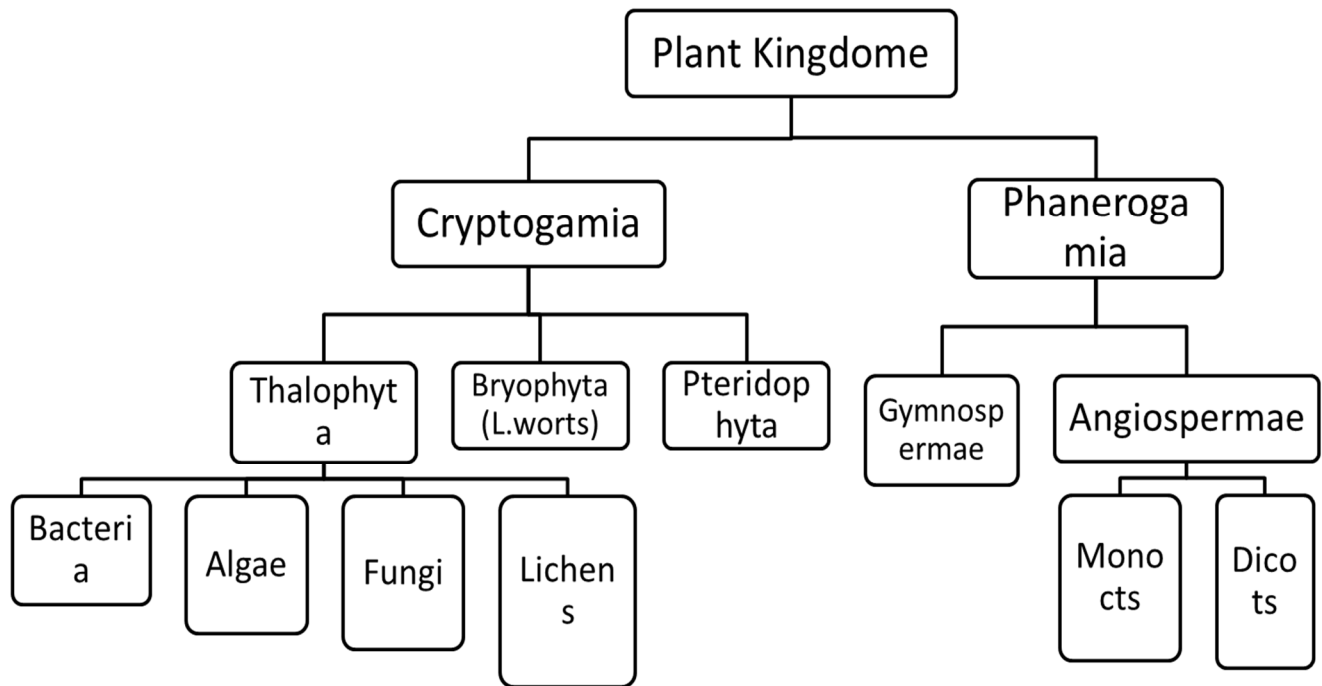 Plant Kingdome
Cryptogamia
Phaneroga
mia
Thalophyt
a
Bryophyta
(L.worts)
Pteridop
hyta
Gymnosp
ermae
Angiospermae
Bacteri
a
Algae
Fungi
Lichen
s
Mono
cts
Dico
ts